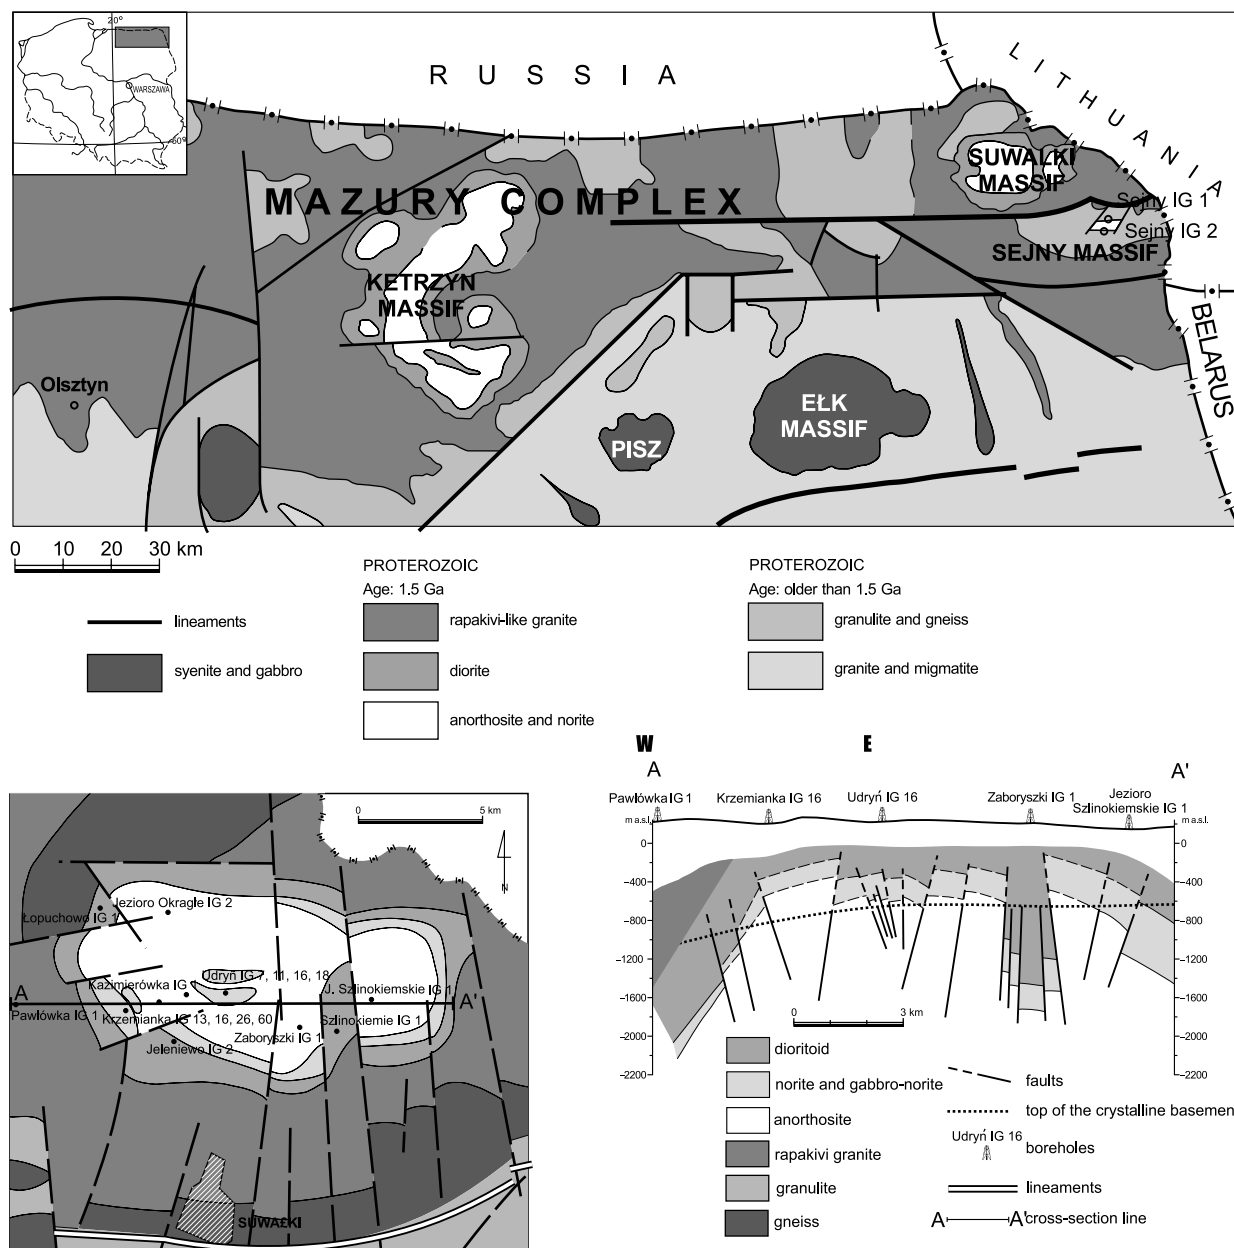 20°
WARSZAWA
60°
RUSSIA
LITHUANIA
BELARUS
MAZURY COMPLEX
SUWAŁKI
MASSIF
Sejny IG 1
Sejny IG 2
SEJNY MASSIF
KETRZYN
MASSIF
Olsztyn
EŁK
MASSIF
PISZ
0 10 20 30 km
lineaments
syenite and gabbro
PROTEROZOIC
Age: 1.5 Ga
rapakivi-like granite
diorite
anorthosite and norite
PROTEROZOIC
Age: older than 1.5 Ga
granulite and gneiss
granite and migmatite
0 5 km
N
Jezioro Okrągłe IG 2
Łopuchowo IG 1
Udryń IG 7, 11, 16, 18
Kazimierówka IG 1
J. Szlinokiemskie IG 1
A
A'
Pawłówka IG 1
Krzemianka IG 13, 16, 26, 60
Szlinokiemie IG 1
Zaboryszki IG 1
Jeleniewo IG 2
SUWAŁKI
W
E
A
A'
Pawłówka IG 1
Krzemianka IG 16
Udryń IG 16
Zaboryszki IG 1
Jezioro
Szlinokiemskie IG 1
m a.s.l.
m a.s.l.
0
0
–400
–400
–800
–800
–1200
–1200
–1600
–1600
–2000
–2000
–2200
–2200
0 3 km
dioritoid
norite and gabbro-norite
anorthosite
rapakivi granite
granulite
gneiss
faults
top of the crystalline basemen
Udryń IG 16
boreholes
lineaments
A A' cross-section line